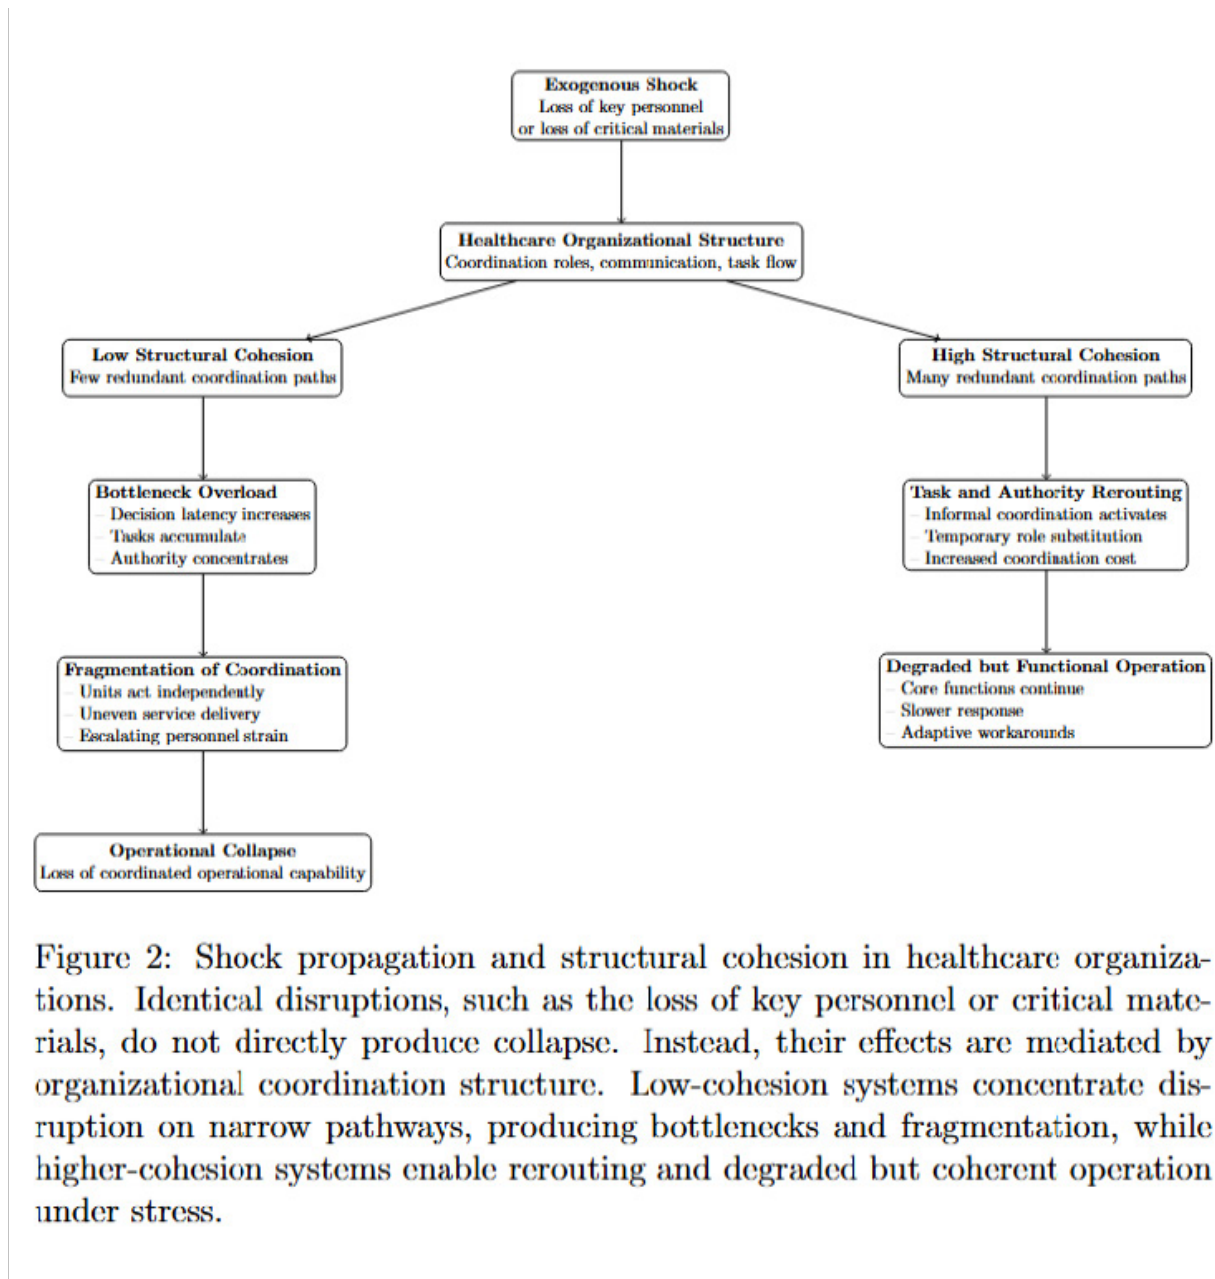 Exogenous Shock
Loss of key personnel
or loss of critical materials
Healthcare Organizational Structure
Coordination roles, communication, task flow
Low Structural Cohesion
Few redundant coordination paths
High Structural Cohesion
Many redundant coordination paths
Bottleneck Overload
– Decision latency increases
– Tasks accumulate
– Authority concentrates
Task and Authority Rerouting
– Informal coordination activates
– Temporary role substitution
– Increased coordination cost
Fragmentation of Coordination
– Units act independently
– Uneven service delivery
– Escalating personnel strain
Degraded but Functional Operation
– Core functions continue
– Slower response
– Adaptive workarounds
Operational Collapse
Loss of coordinated operational capability
Figure 2: Shock propagation and structural cohesion in healthcare organiza-
tions. Identical disruptions, such as the loss of key personnel or critical mate-
rials, do not directly produce collapse. Instead, their effects are mediated by
organizational coordination structure. Low-cohesion systems concentrate dis-
ruption on narrow pathways, producing bottlenecks and fragmentation, while
higher-cohesion systems enable rerouting and degraded but coherent operation
under stress.